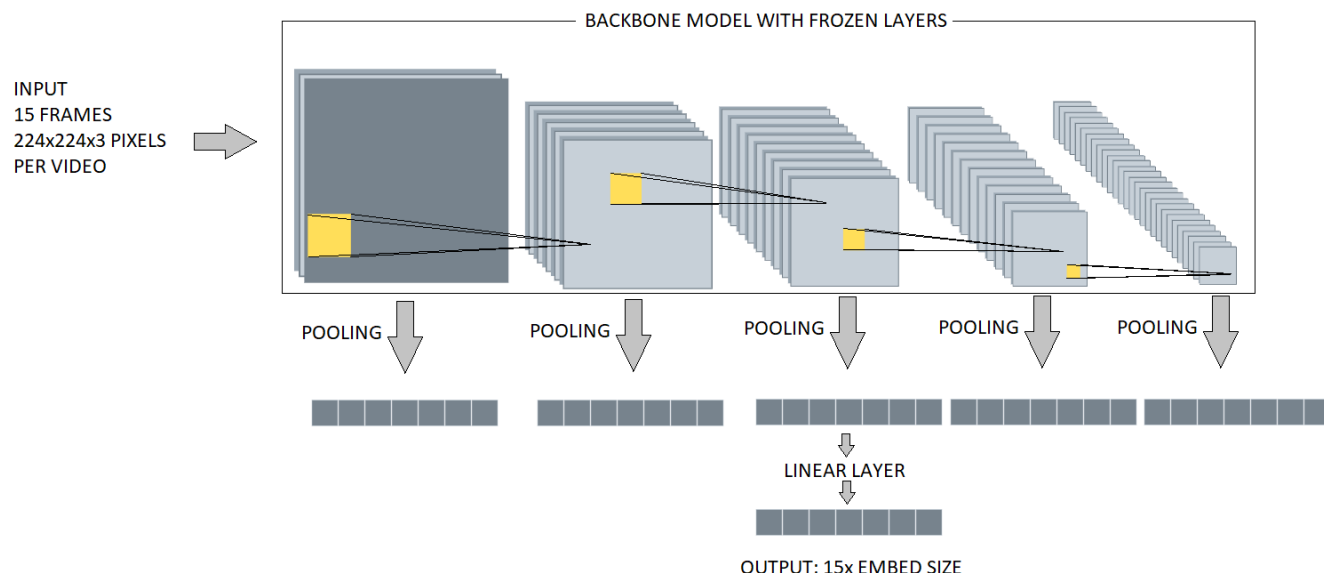 BACKBONE MODEL WITH FROZEN LAYERS
INPUT
15 FRAMES
224x224x3 PIXELS
PER VIDEO
POOLING
POOLING
POOLING
POOLING
POOLING
LINEAR LAYER
OUTPUT: 15x EMBED SIZE